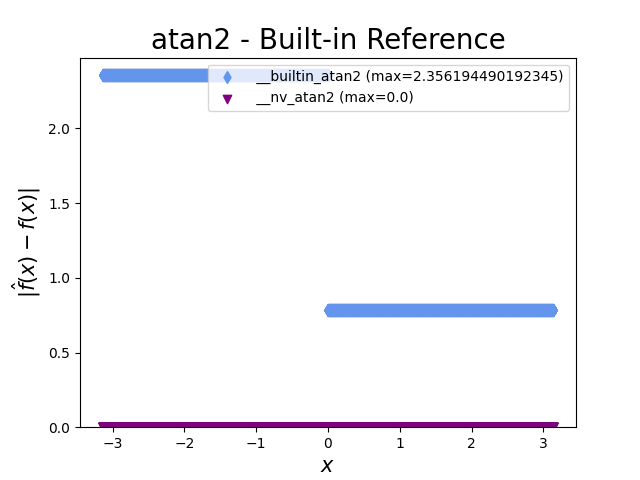 atan2 - Built-in Reference
__builtin_atan2 (max=2.356194490192345)
__nv_atan2 (max=0.0)
2.0
1.5
1.0
0.5
0.0
|f̂(x) − f(x)|
−3
−2
−1
0
1
2
3
x